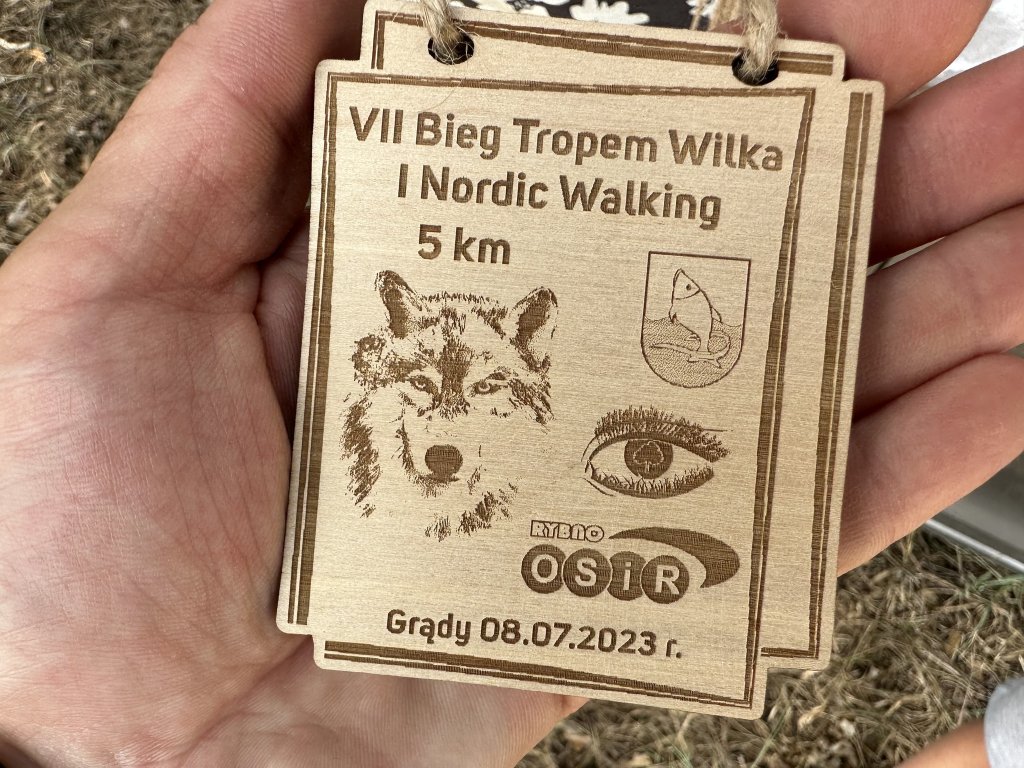 VII Bieg Tropem Wilka
I Nordic Walking
5 km
RYBNO
OSiR
Grądy 08.07.2023 r.